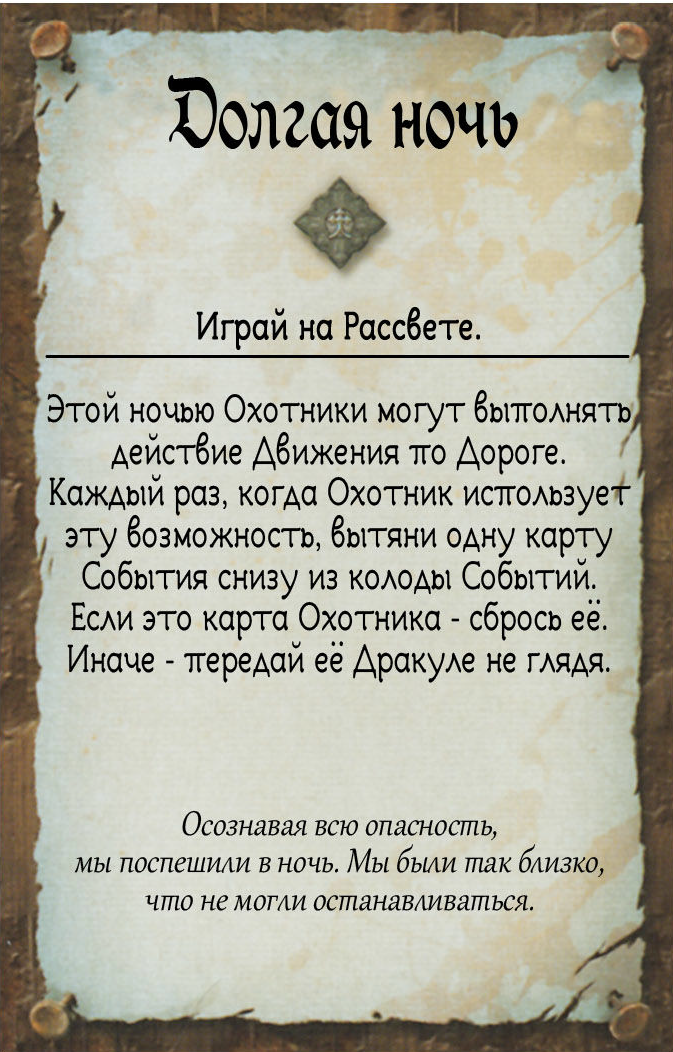 Долгая ночь
Играй на Рассвете.
Этой ночью Охотники могут выполнять
действие Движения по Дороге.
Каждый раз, когда Охотник использует
эту возможность, вытяни одну карту
События снизу из колоды Событий.
Если это карта Охотника - сбрось её.
Иначе - передай её Дракуле не глядя.
Осознавая всю опасность,
мы поспешили в ночь. Мы были так близко,
что не могли останавливаться.